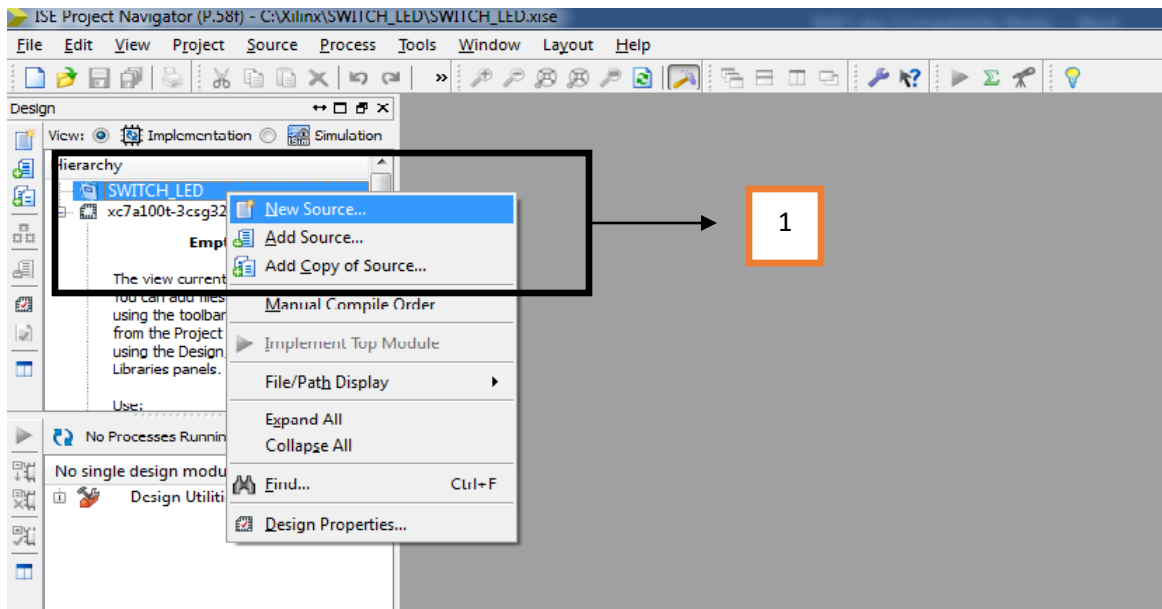 ISE Project Navigator (P.58f) - C:\Xilinx\SWITCH_LED\SWITCH_LED.xise
File Edit View Project Source Process Tools Window Layout Help
Design
View: Implementation Simulation
Hierarchy
SWITCH_LED
xc7a100t-3csg32
Empt
The view current
You can add files
using the toolbar
from the Project
using the Design,
Libraries panels.
Use:
New Source...
Add Source...
Add Copy of Source...
Manual Compile Order
Implement Top Module
File/Path Display
Expand All
Collapse All
Find... Ctrl+F
Design Properties...
1
No Processes Runnin
No single design modu
Design Utiliti